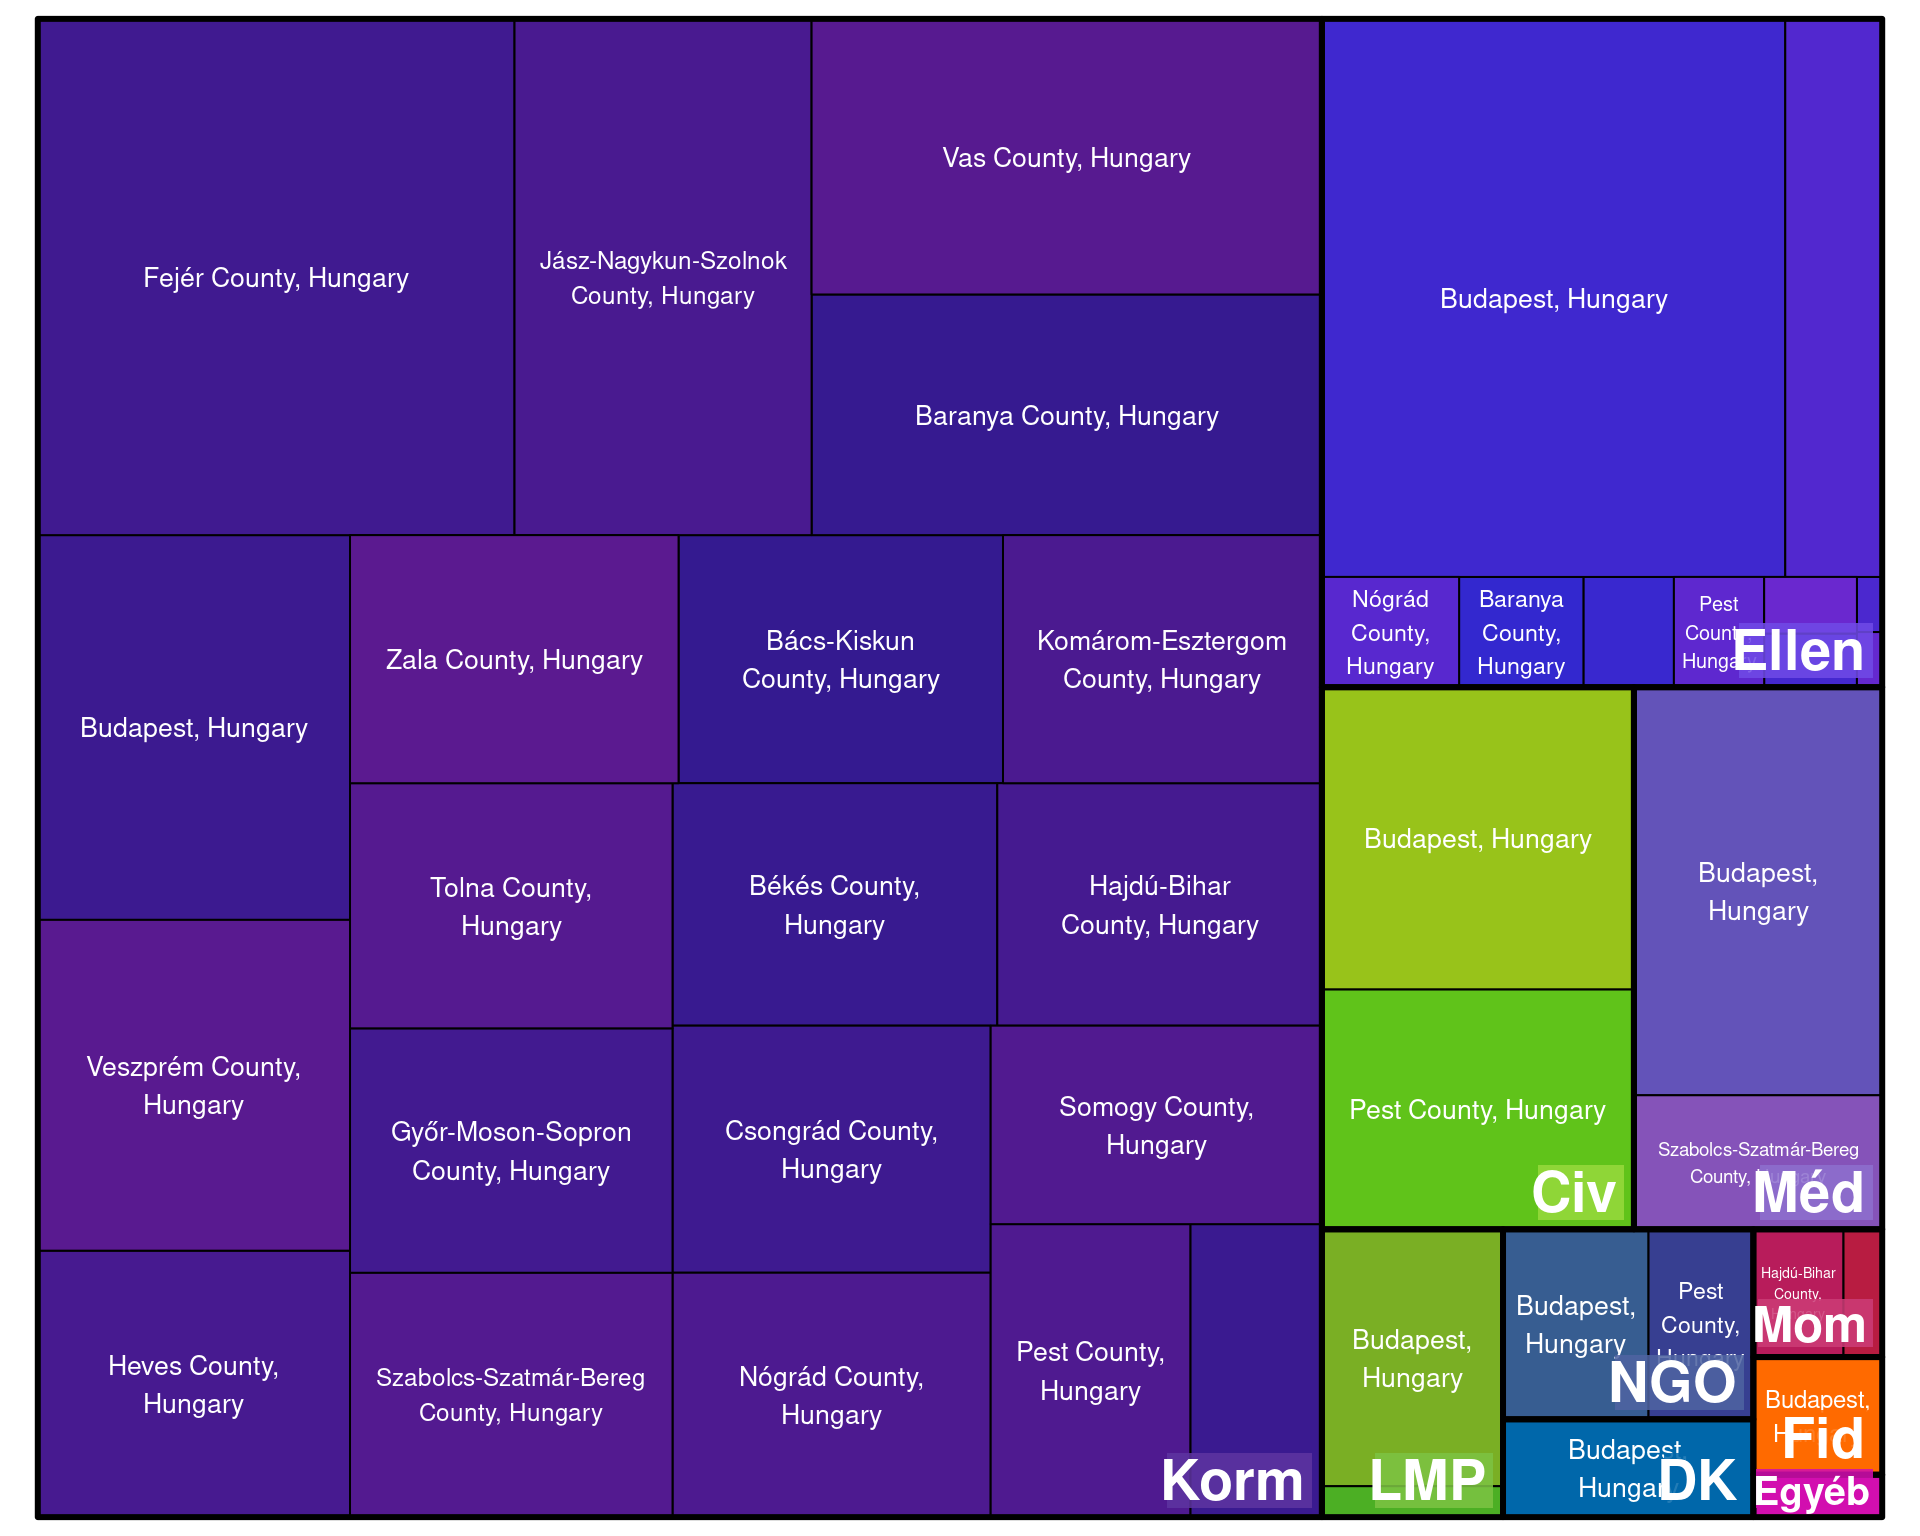 Fejér County, Hungary
Jász-Nagykun-Szolnok
County, Hungary
Vas County, Hungary
Baranya County, Hungary
Budapest, Hungary
Zala County, Hungary
Bács-Kiskun
County, Hungary
Komárom-Esztergom
County, Hungary
Tolna County,
Hungary
Békés County,
Hungary
Hajdú-Bihar
County, Hungary
Veszprém County,
Hungary
Győr-Moson-Sopron
County, Hungary
Csongrád County,
Hungary
Somogy County,
Hungary
Heves County,
Hungary
Szabolcs-Szatmár-Bereg
County, Hungary
Nógrád County,
Hungary
Pest County,
Hungary
Korm
Budapest, Hungary
Nógrád
County,
Hungary
Baranya
County,
Hungary
Pest
County,
Hungary
Ellen
Budapest, Hungary
Pest County, Hungary
Civ
Budapest,
Hungary
Szabolcs-Szatmár-Bereg
County, Hungary
Méd
Budapest,
Hungary
LMP
Budapest,
Hungary
Pest
County,
Hungary
NGO
Budapest,
Hungary
DK
Hajdú-Bihar
County,
Mom
Budapest,
Fid
Egyéb